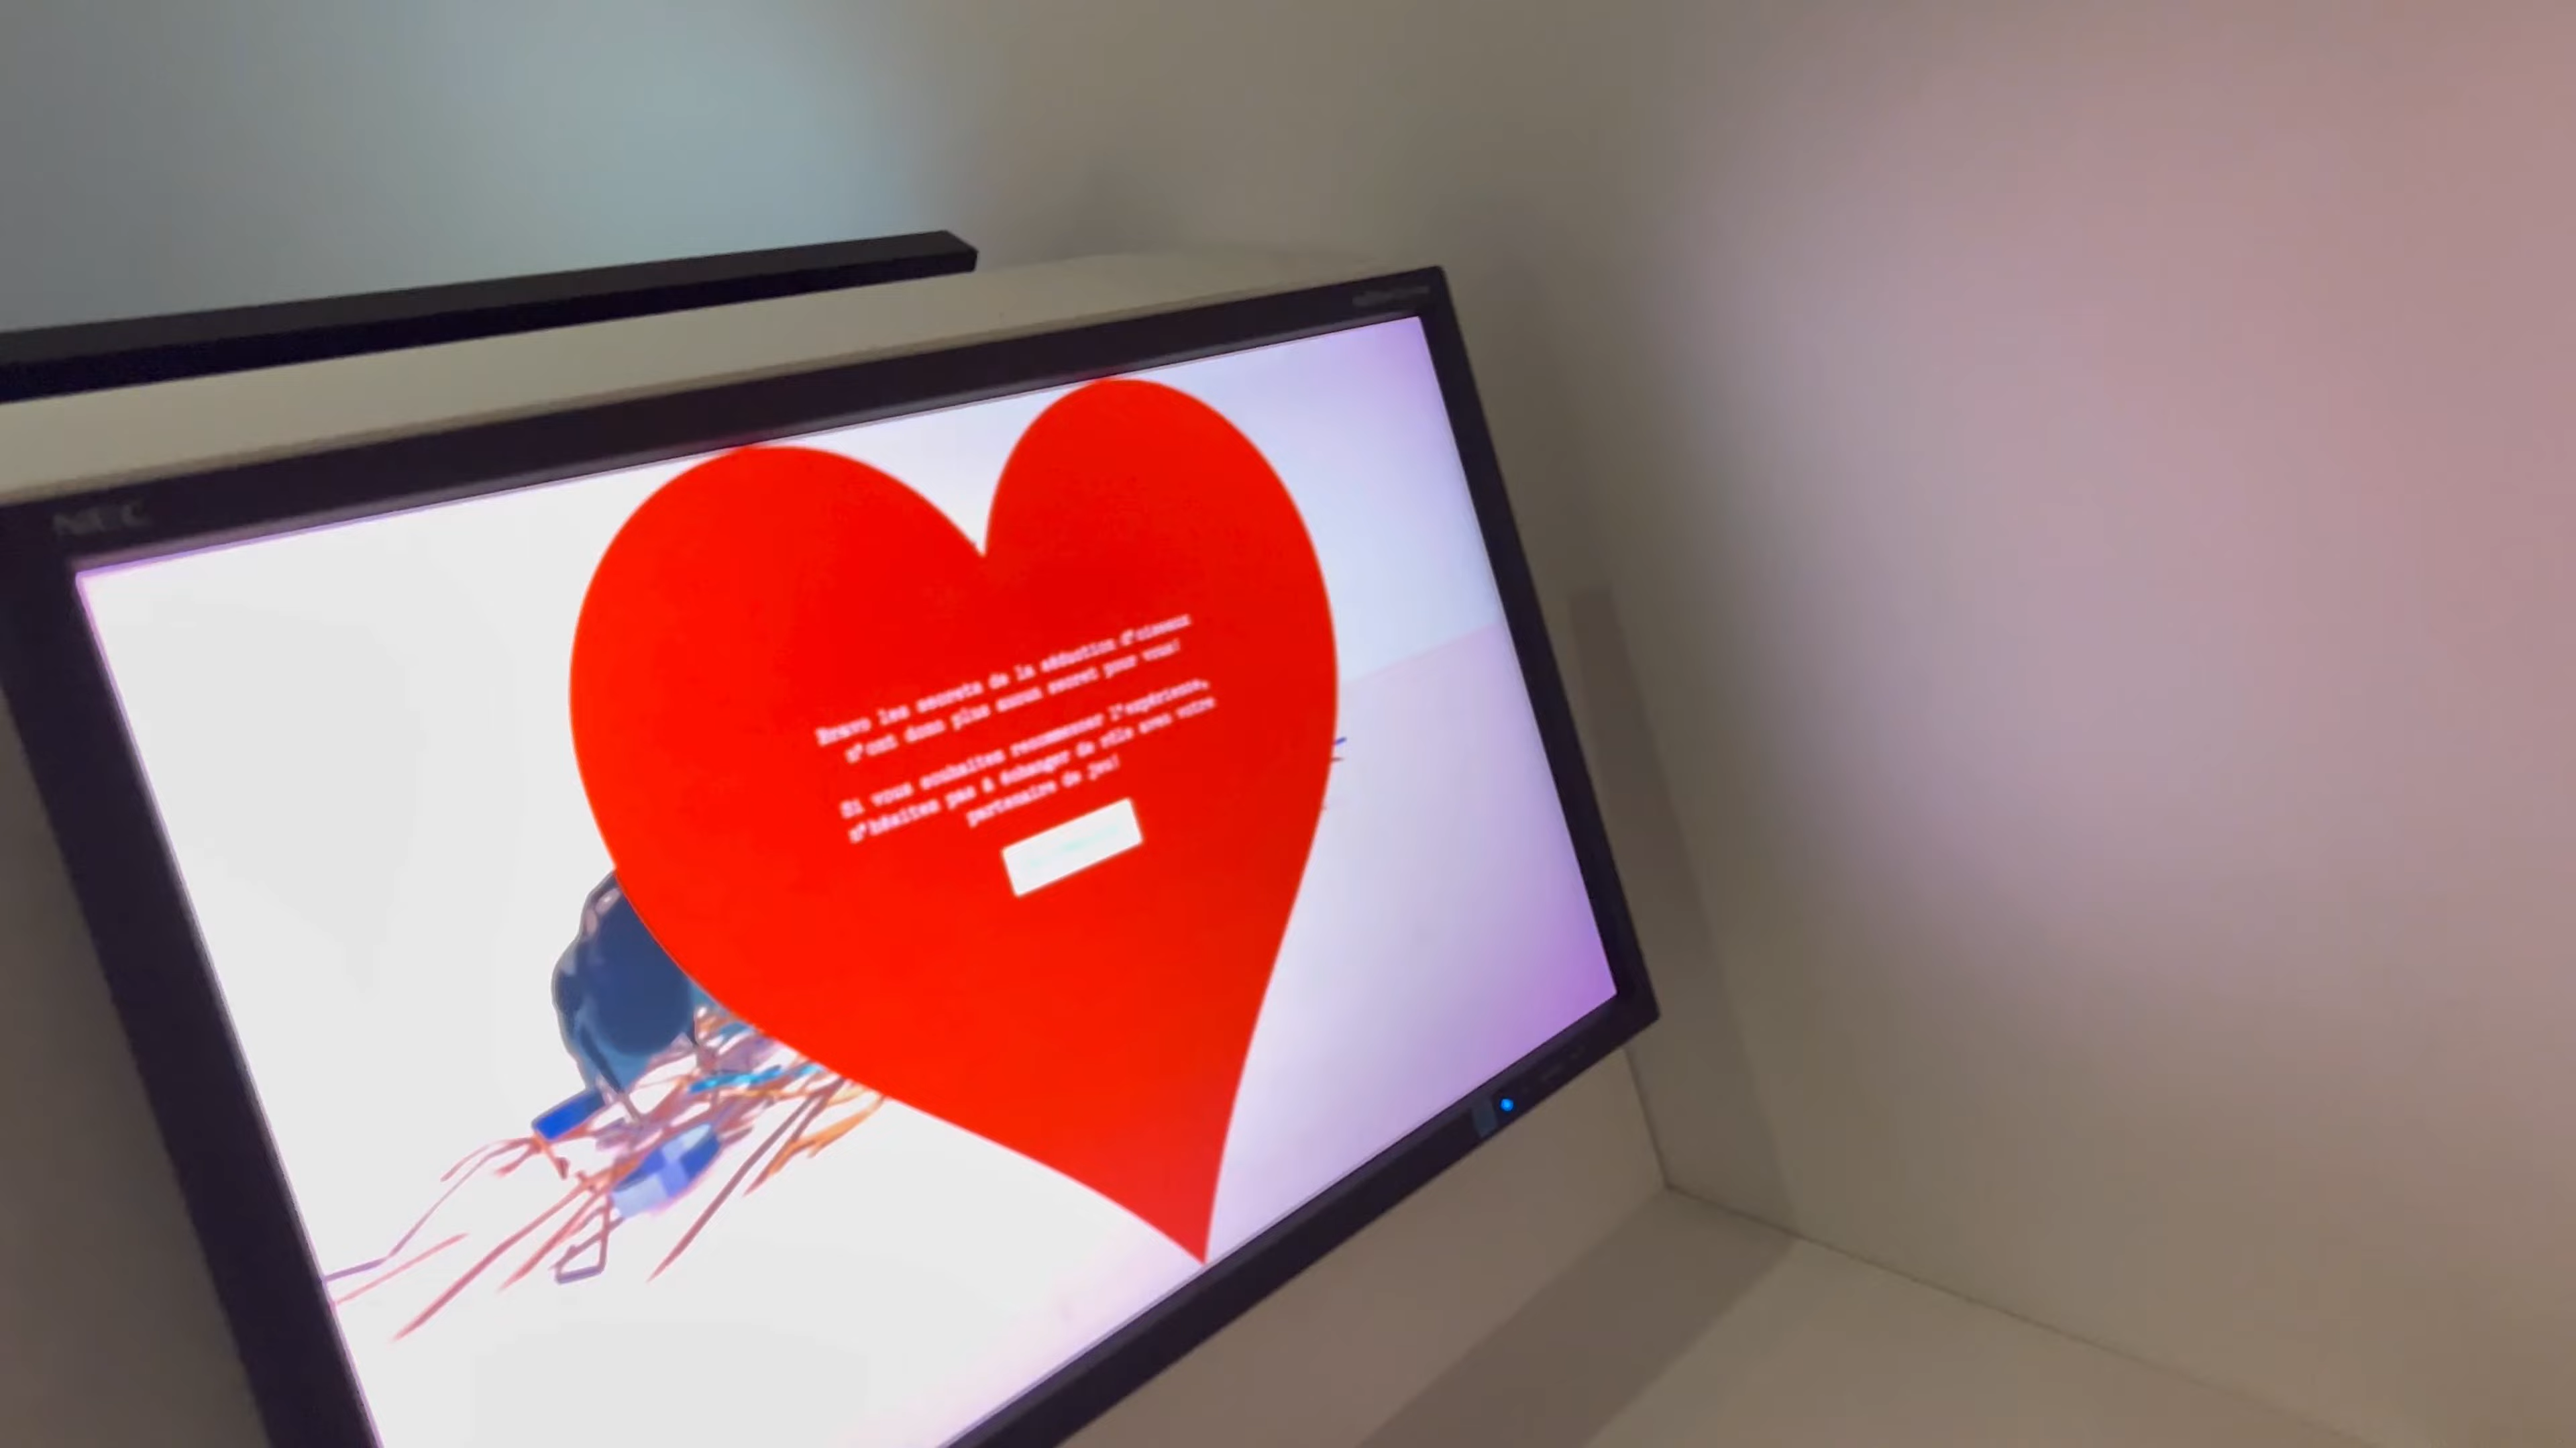 NEC
Bravo les secrets de la séduction d'oiseaux
n'ont donc plus aucun secret pour vous!
Si vous souhaitez recommencer l'expérience,
n'hésitez pas à échanger de rôle avec votre
partenaire de jeu!